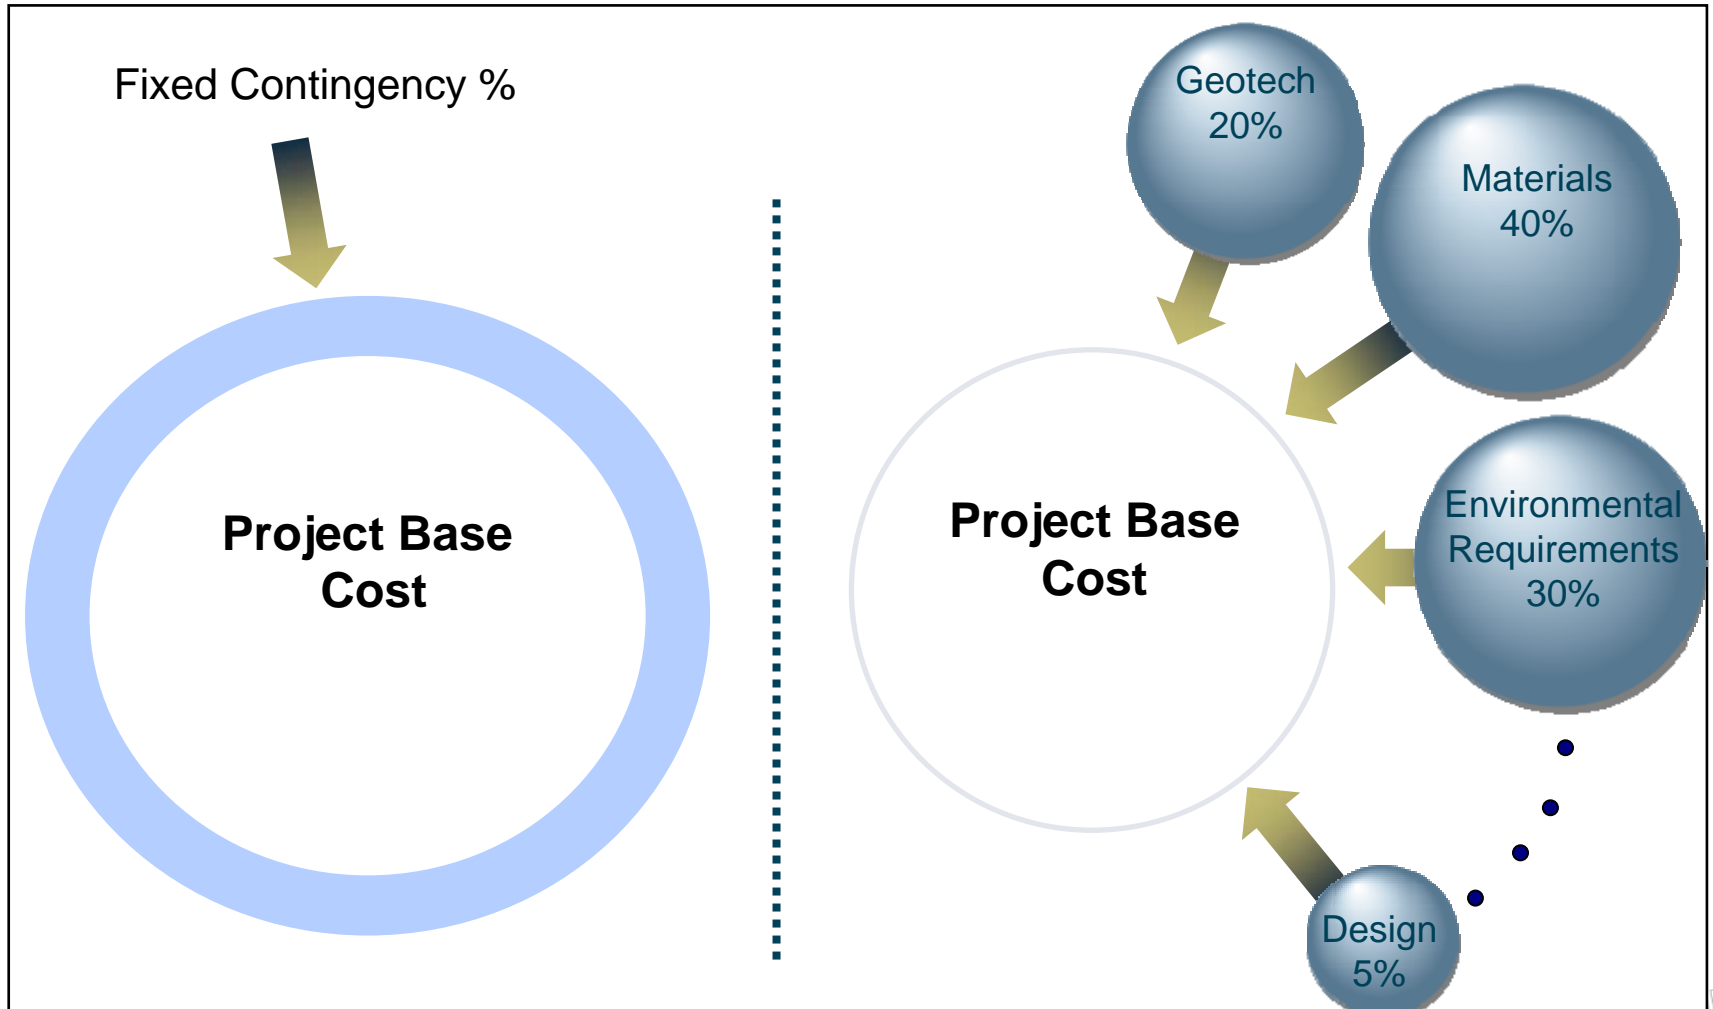 Fixed Contingency %
Project Base
Cost
Geotech
20%
Materials
40%
Project Base
Cost
Environmental
Requirements
30%
Design
5%